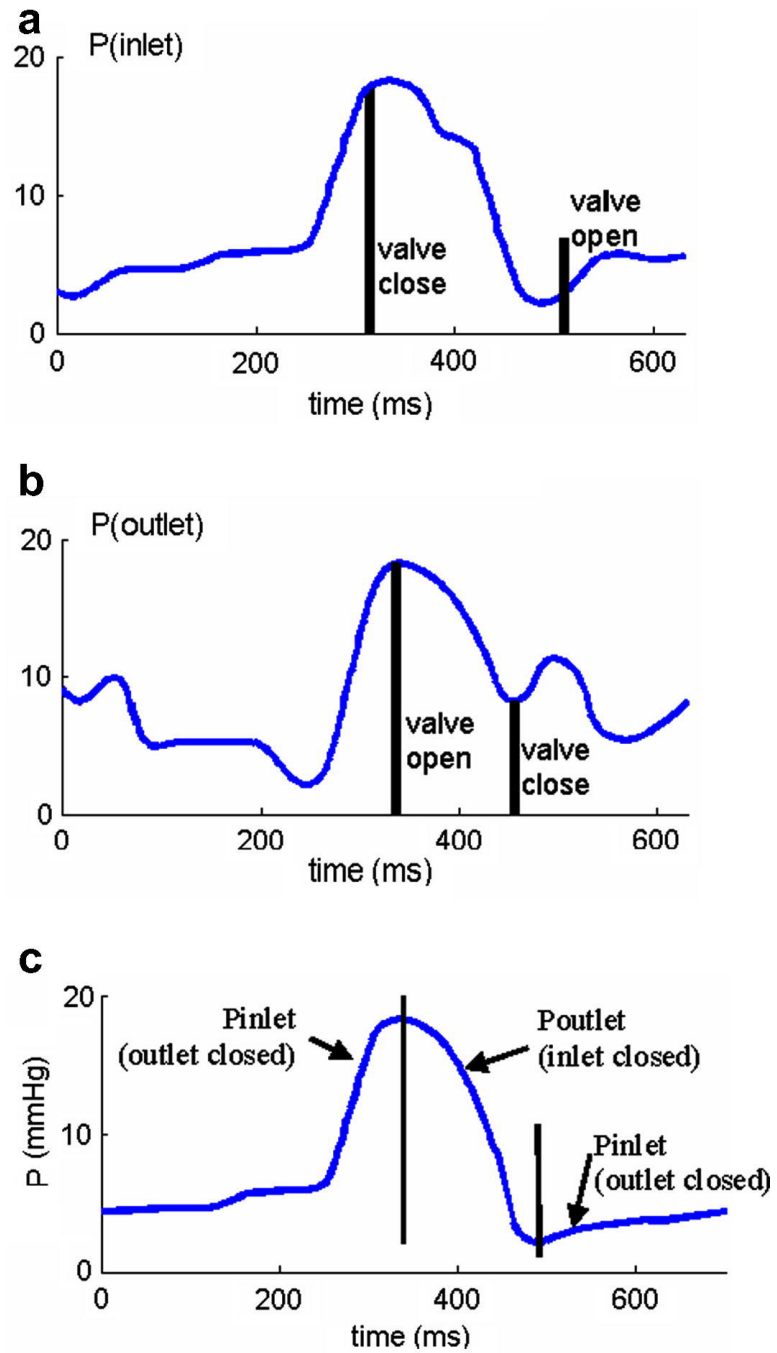 a
P(inlet)
20
10
0
valve
close
valve
open
0 200 400 600
time (ms)
b
P(outlet)
20
10
0
valve
open
valve
close
0 200 400 600
time (ms)
c
P (mmHg)
20
10
0
Pinlet
(outlet closed)
Poutlet
(inlet closed)
Pinlet
(outlet closed)
0 200 400 600
time (ms)